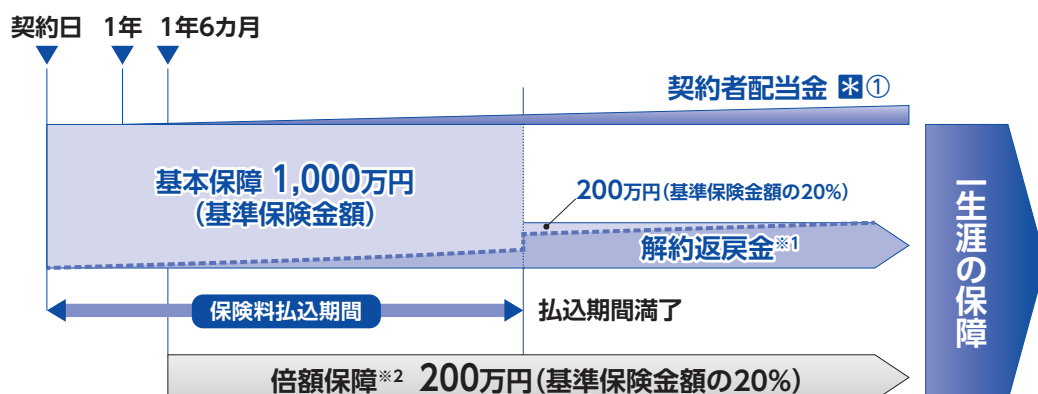 契約日 1年 1年6カ月
契約者配当金 *①
基本保障 1,000万円
(基準保険金額)
200万円(基準保険金額の20%)
解約返戻金※1
保険料払込期間
払込期間満了
倍額保障※2 200万円(基準保険金額の20%)
一生涯の保障